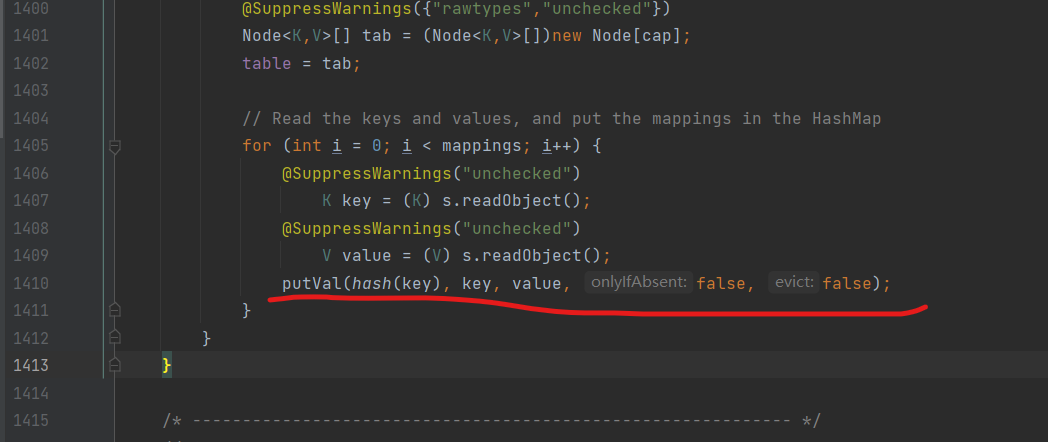 1400 @SuppressWarnings({"rawtypes","unchecked"})
1401 Node<K,V>[] tab = (Node<K,V>[])new Node[cap];
1402 table = tab;
1403
1404 // Read the keys and values, and put the mappings in the HashMap
1405 for (int i = 0; i < mappings; i++) {
1406 @SuppressWarnings("unchecked")
1407 K key = (K) s.readObject();
1408 @SuppressWarnings("unchecked")
1409 V value = (V) s.readObject();
1410 putVal(hash(key), key, value, onlyIfAbsent: false, evict: false);
1411 }
1412 }
1413 }
1414
1415 /* ------------------------------------------------------------ */